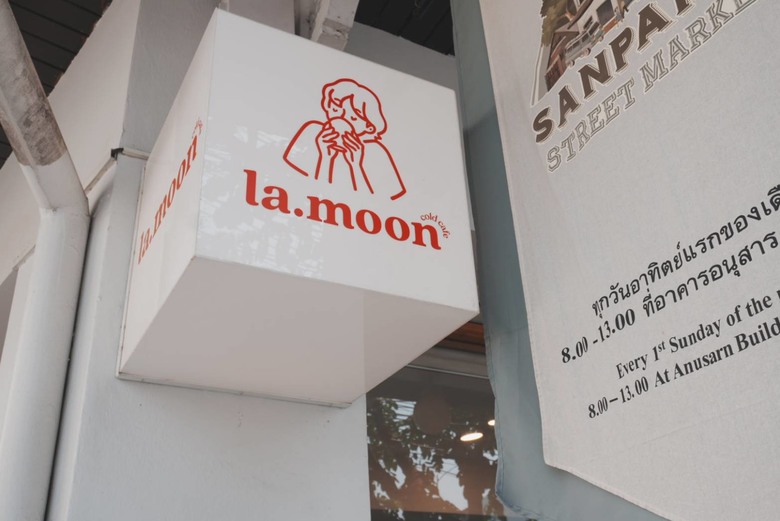 la.moon
cold cafe
la.moon
STREET MARKE
ทุกวันอาทิตย์แรกของเดื
8.00 -13.00 ที่อาคารอนุสาร
Every 1st Sunday of the
8.00–13.00 At Anusarn Build